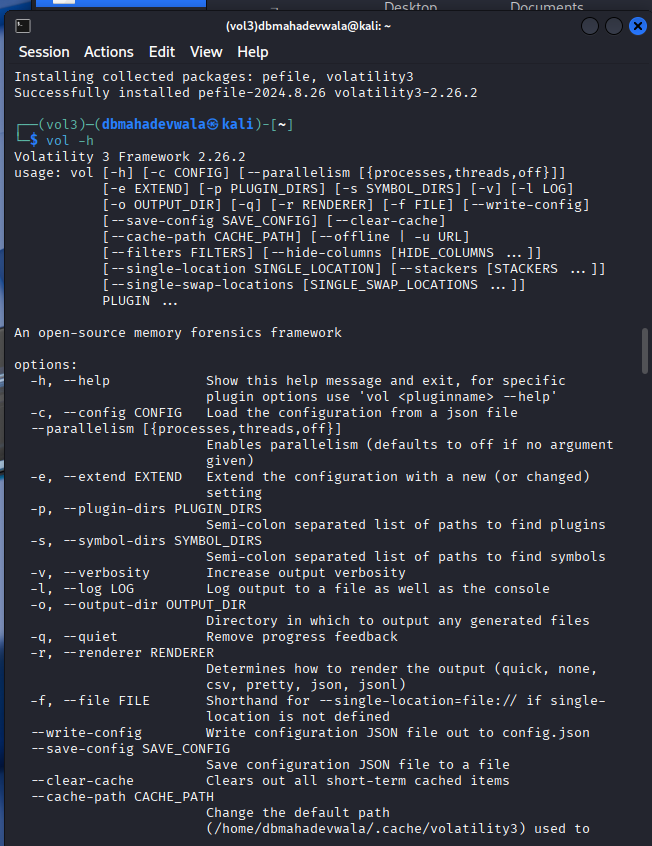 Desktop Documents
(vol3)dbmahadevwala@kali: ~
Session Actions Edit View Help
Installing collected packages: pefile, volatility3
Successfully installed pefile-2024.8.26 volatility3-2.26.2
┌──(vol3)─(dbmahadevwala㉿kali)-[~]
└─$ vol -h
Volatility 3 Framework 2.26.2
usage: vol [-h] [-c CONFIG] [--parallelism [{processes,threads,off}]]
[-e EXTEND] [-p PLUGIN_DIRS] [-s SYMBOL_DIRS] [-v] [-l LOG]
[-o OUTPUT_DIR] [-q] [-r RENDERER] [-f FILE] [--write-config]
[--save-config SAVE_CONFIG] [--clear-cache]
[--cache-path CACHE_PATH] [--offline | -u URL]
[--filters FILTERS] [--hide-columns [HIDE_COLUMNS ...]]
[--single-location SINGLE_LOCATION] [--stackers [STACKERS ...]]
[--single-swap-locations [SINGLE_SWAP_LOCATIONS ...]]
PLUGIN ...
An open-source memory forensics framework
options:
-h, --help Show this help message and exit, for specific
plugin options use 'vol <pluginname> --help'
-c, --config CONFIG Load the configuration from a json file
--parallelism [{processes,threads,off}]
Enables parallelism (defaults to off if no argument
given)
-e, --extend EXTEND Extend the configuration with a new (or changed)
setting
-p, --plugin-dirs PLUGIN_DIRS
Semi-colon separated list of paths to find plugins
-s, --symbol-dirs SYMBOL_DIRS
Semi-colon separated list of paths to find symbols
-v, --verbosity Increase output verbosity
-l, --log LOG Log output to a file as well as the console
-o, --output-dir OUTPUT_DIR
Directory in which to output any generated files
-q, --quiet Remove progress feedback
-r, --renderer RENDERER
Determines how to render the output (quick, none,
csv, pretty, json, jsonl)
-f, --file FILE Shorthand for --single-location=file:// if single-
location is not defined
--write-config Write configuration JSON file out to config.json
--save-config SAVE_CONFIG
Save configuration JSON file to a file
--clear-cache Clears out all short-term cached items
--cache-path CACHE_PATH
Change the default path
(/home/dbmahadevwala/.cache/volatility3) used to